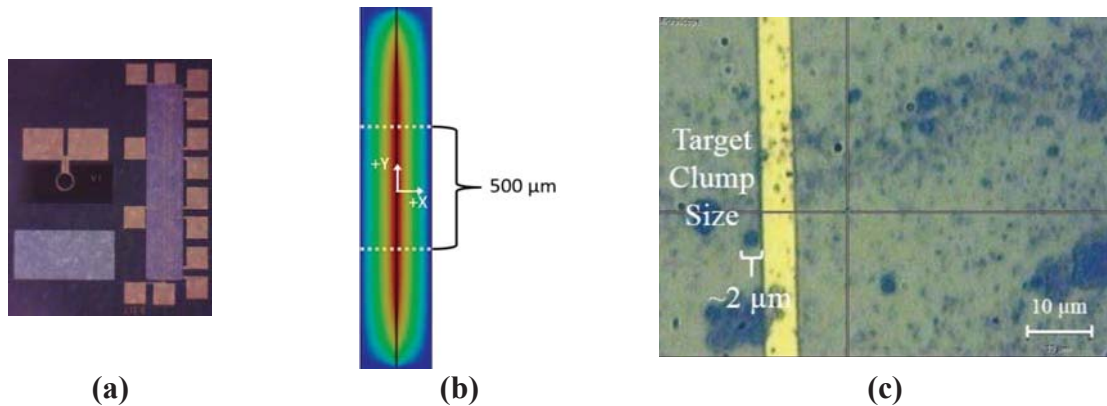 +Y
+X
500 µm
Target
Clump
Size
~2 µm
10 µm
(a)
(b)
(c)